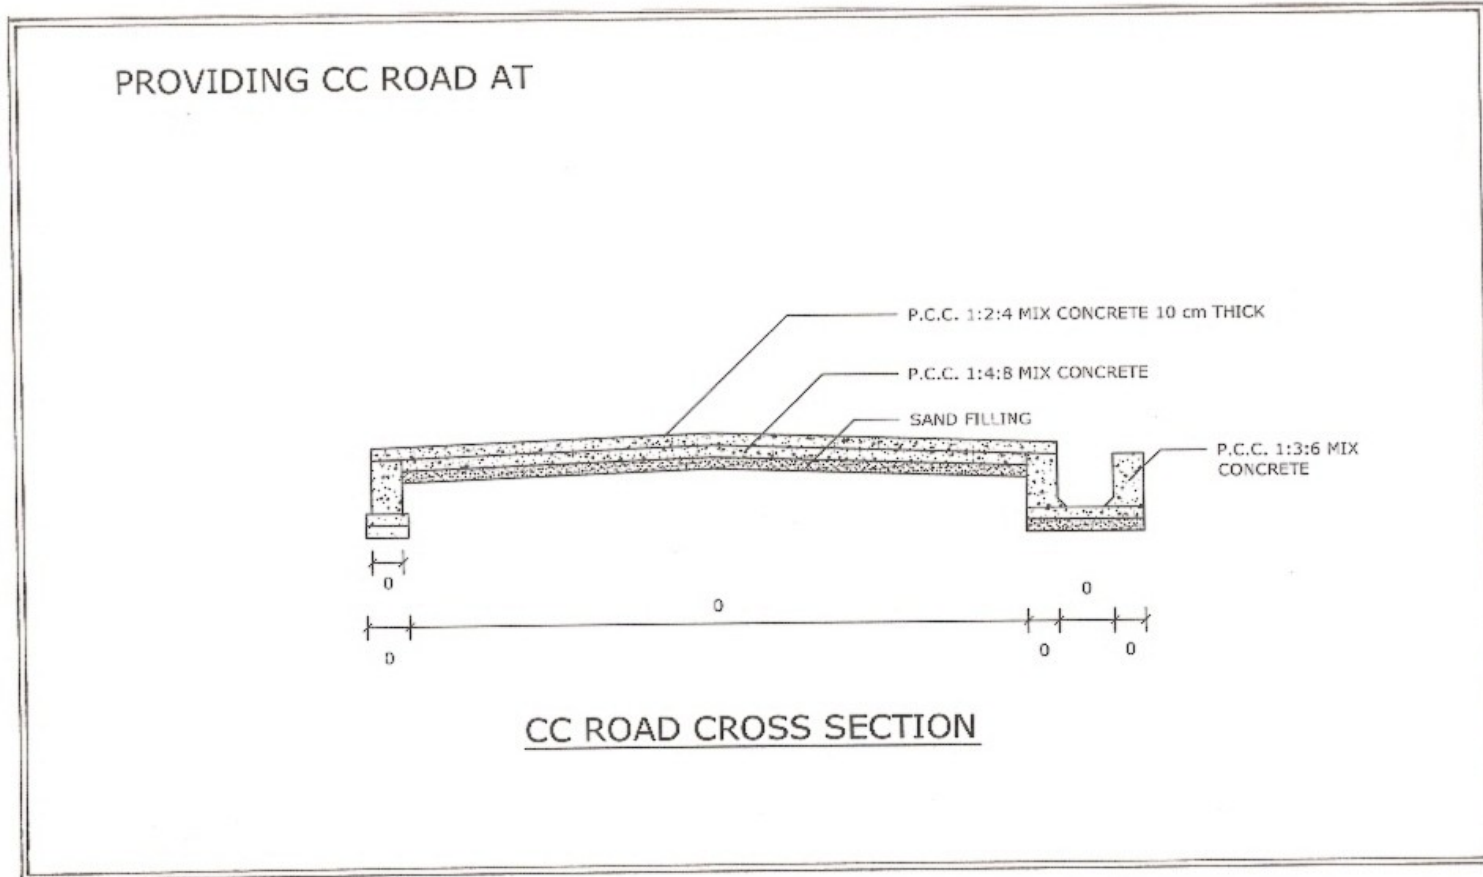 PROVIDING CC ROAD AT
P.C.C. 1:2:4 MIX CONCRETE 10 cm THICK
P.C.C. 1:4:8 MIX CONCRETE
SAND FILLING
P.C.C. 1:3:6 MIX
CONCRETE
0
0
0
0
0
0
CC ROAD CROSS SECTION